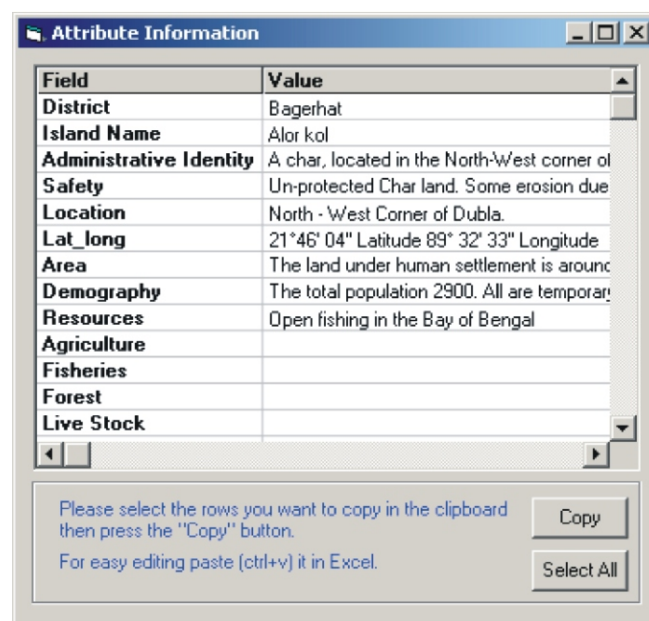 Attribute Information
Field Value
District Bagerhat
Island Name Alor kol
Administrative Identity A char, located in the North-West corner of
Safety Un-protected Char land. Some erosion due
Location North - West Corner of Dubla.
Lat_long 21°46' 04" Latitude 89° 32' 33" Longitude
Area The land under human settlement is around
Demography The total population 2900. All are temporary
Resources Open fishing in the Bay of Bengal
Agriculture
Fisheries
Forest
Live Stock
Please select the rows you want to copy in the clipboard
then press the "Copy" button.
Copy
For easy editing paste (ctrl+v) it in Excel.
Select All